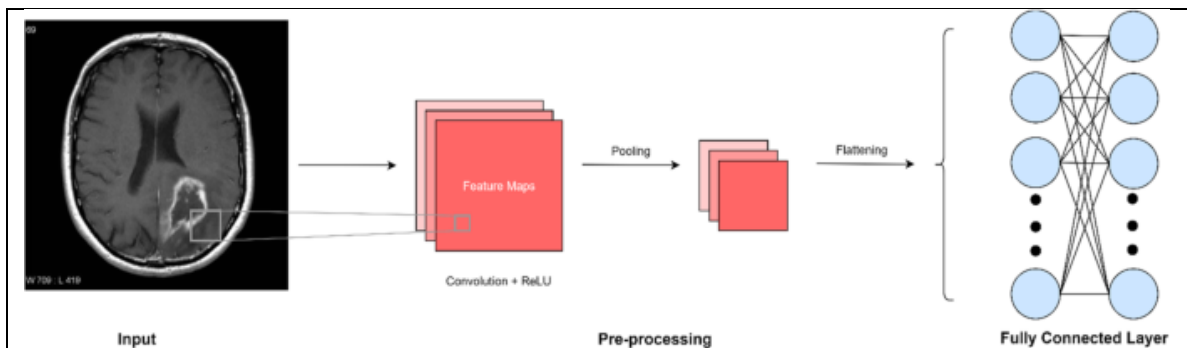 69
Pooling
Flattening
Feature Maps
W 709 : L 419
Convolution + ReLU
Input
Pre-processing
Fully Connected Layer